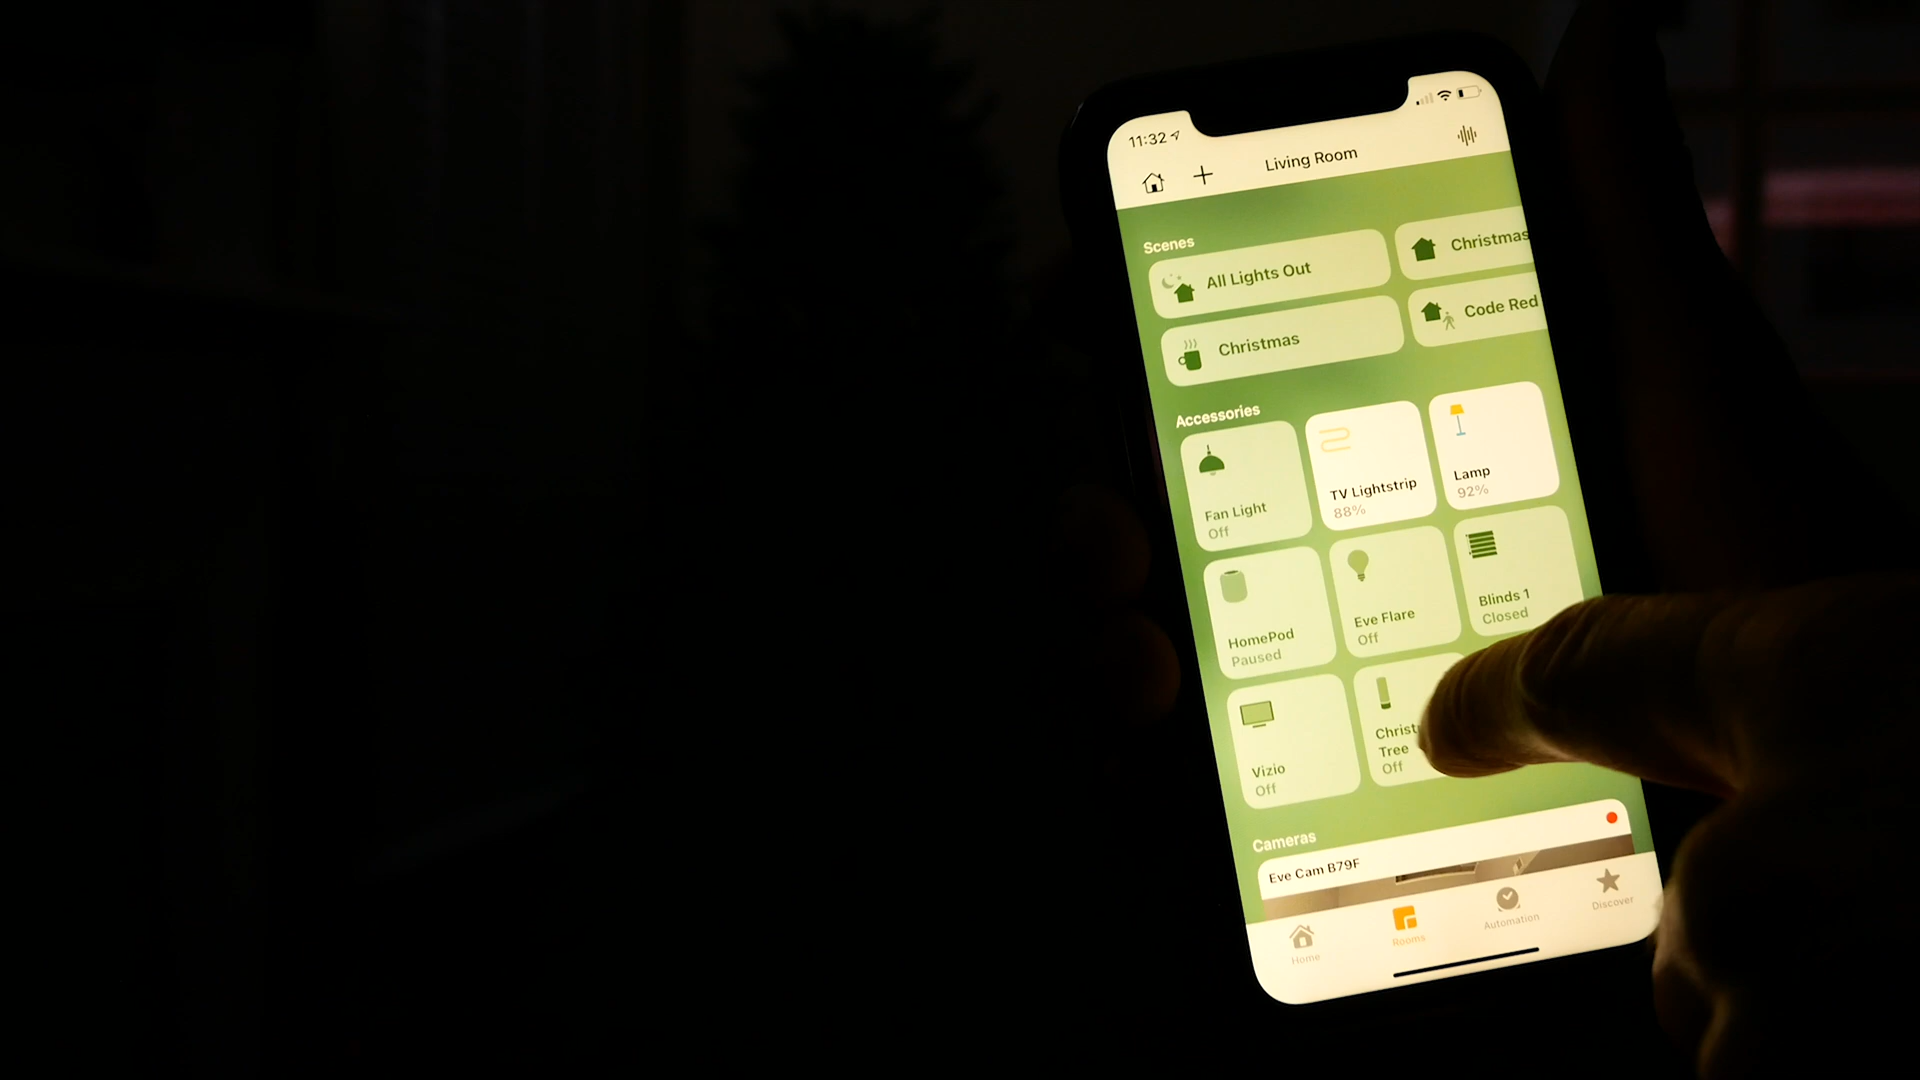 11:32
Living Room
Scenes
All Lights Out
Christmas
Christmas
Code Red
Accessories
Fan Light
Off
TV Lightstrip
88%
Lamp
92%
HomePod
Paused
Eve Flare
Off
Blinds 1
Closed
Vizio
Off
Christ
Tree
Off
Cameras
Eve Cam B79F
Home
Rooms
Automation
Discover